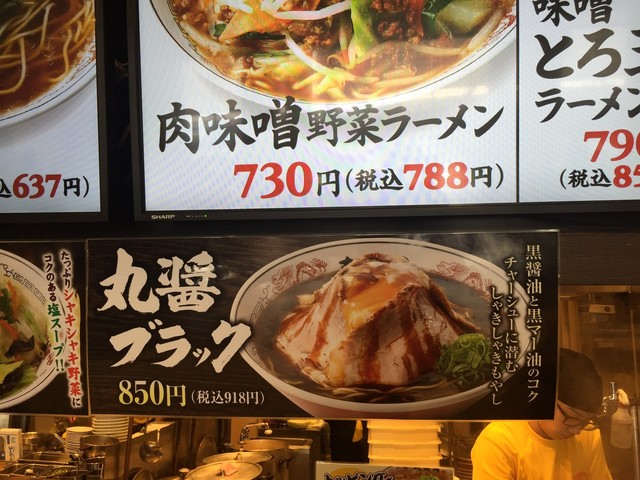 肉味噌野菜ラーメン
730円(税込788円)
味噌
とろ
ラーメン
790
(税込85
込637円)
SHARP
たっぷりシャキシャキ野菜に
コクのある塩スープ!!
丸醤
ブラック
850円(税込918円)
黒醤油と黒マー油のコク
チャーシューに潜む
しゃきしゃきもやし